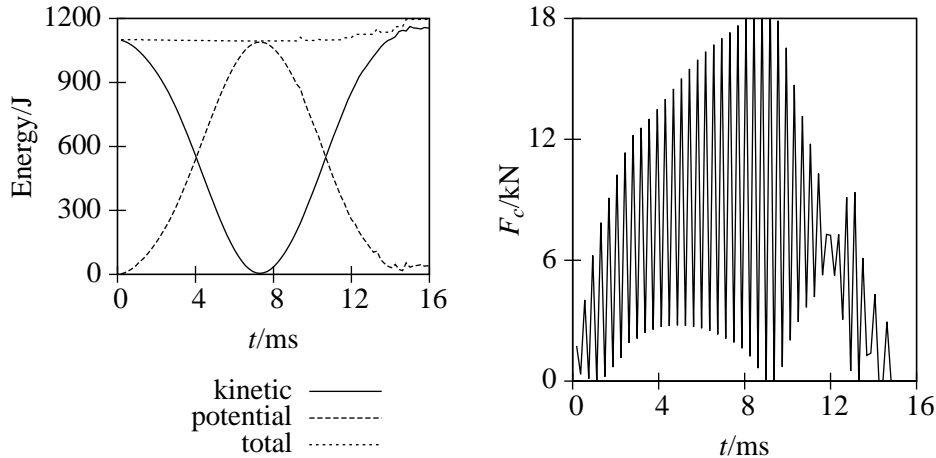 1200
900
600
300
0
Energy/J
0 4 8 12 16
t/ms
kinetic
potential
total
18
12
6
0
F_c/kN
0 4 8 12 16
t/ms